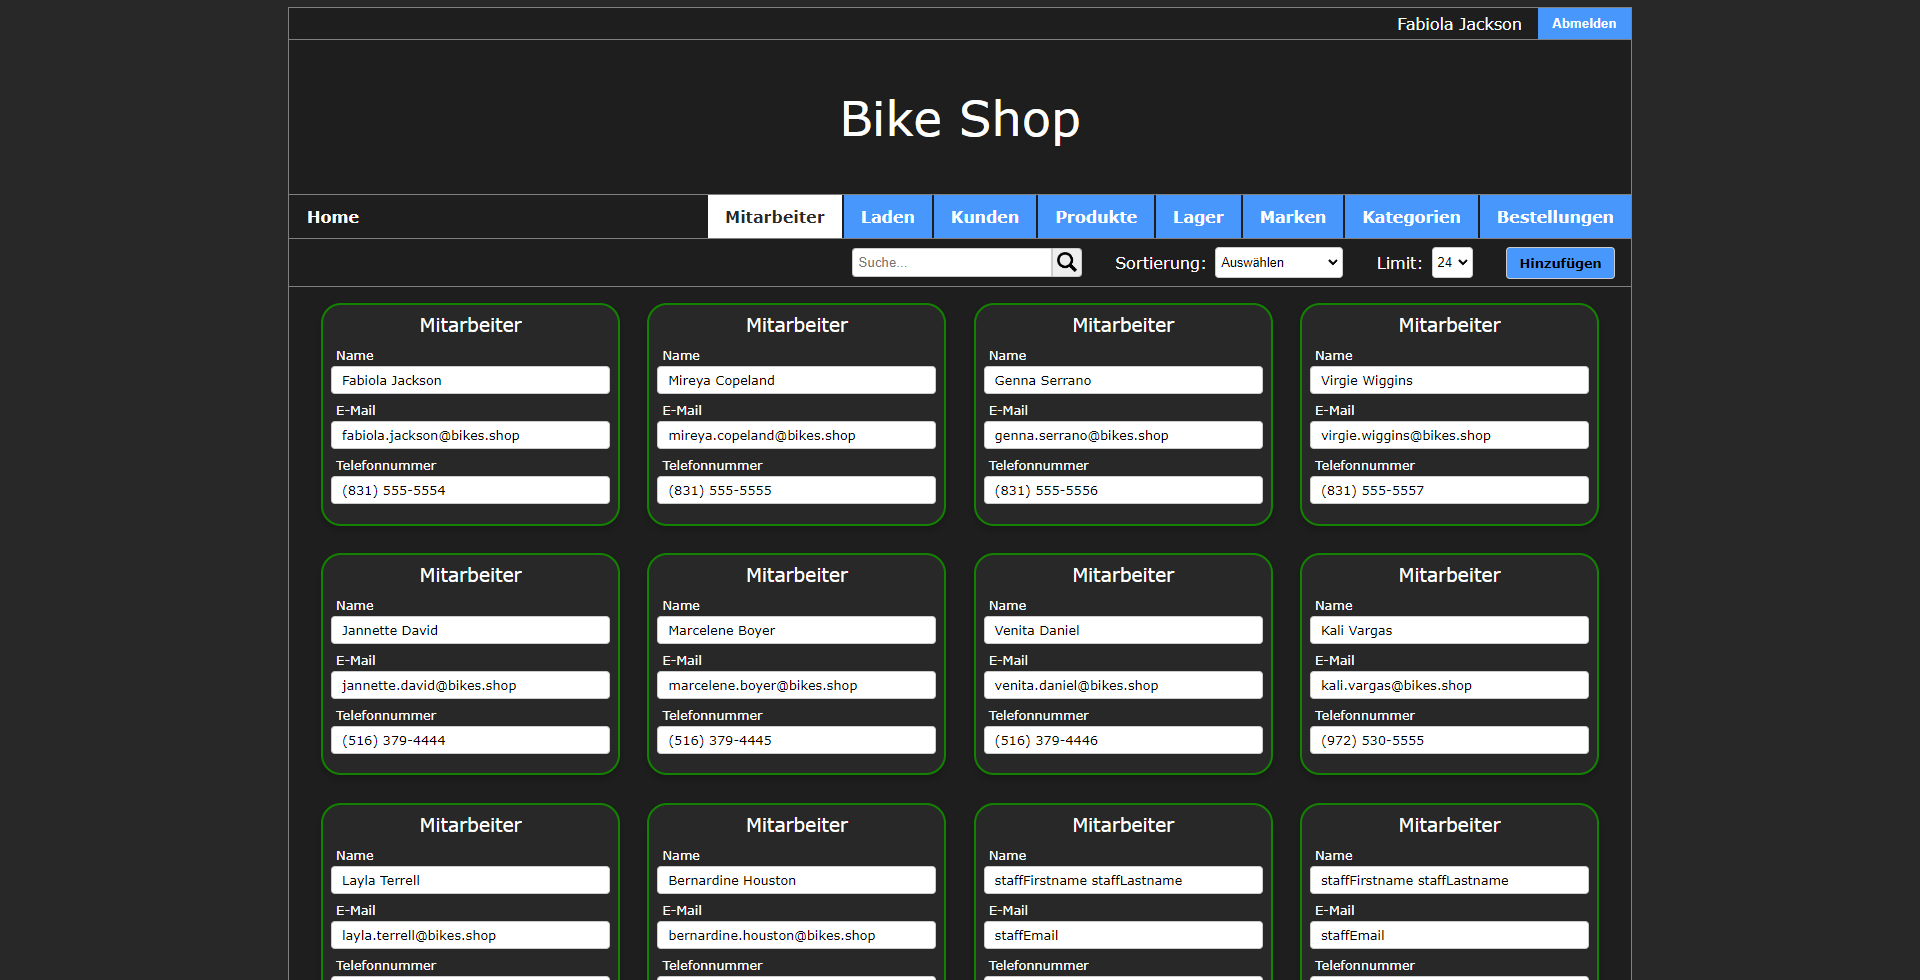 Fabiola Jackson Abmelden
Bike Shop
Home Mitarbeiter Laden Kunden Produkte Lager Marken Kategorien Bestellungen
Suche... Sortierung: Auswählen Limit: 24 Hinzufügen
Mitarbeiter Mitarbeiter Mitarbeiter Mitarbeiter
Name Name Name Name
Fabiola Jackson Mireya Copeland Genna Serrano Virgie Wiggins
E-Mail E-Mail E-Mail E-Mail
fabiola.jackson@bikes.shop mireya.copeland@bikes.shop genna.serrano@bikes.shop virgie.wiggins@bikes.shop
Telefonnummer Telefonnummer Telefonnummer Telefonnummer
(831) 555-5554 (831) 555-5555 (831) 555-5556 (831) 555-5557
Mitarbeiter Mitarbeiter Mitarbeiter Mitarbeiter
Name Name Name Name
Jannette David Marcelene Boyer Venita Daniel Kali Vargas
E-Mail E-Mail E-Mail E-Mail
jannette.david@bikes.shop marcelene.boyer@bikes.shop venita.daniel@bikes.shop kali.vargas@bikes.shop
Telefonnummer Telefonnummer Telefonnummer Telefonnummer
(516) 379-4444 (516) 379-4445 (516) 379-4446 (972) 530-5555
Mitarbeiter Mitarbeiter Mitarbeiter Mitarbeiter
Name Name Name Name
Layla Terrell Bernardine Houston staffFirstname staffLastname staffFirstname staffLastname
E-Mail E-Mail E-Mail E-Mail
layla.terrell@bikes.shop bernardine.houston@bikes.shop staffEmail staffEmail
Telefonnummer Telefonnummer Telefonnummer Telefonnummer